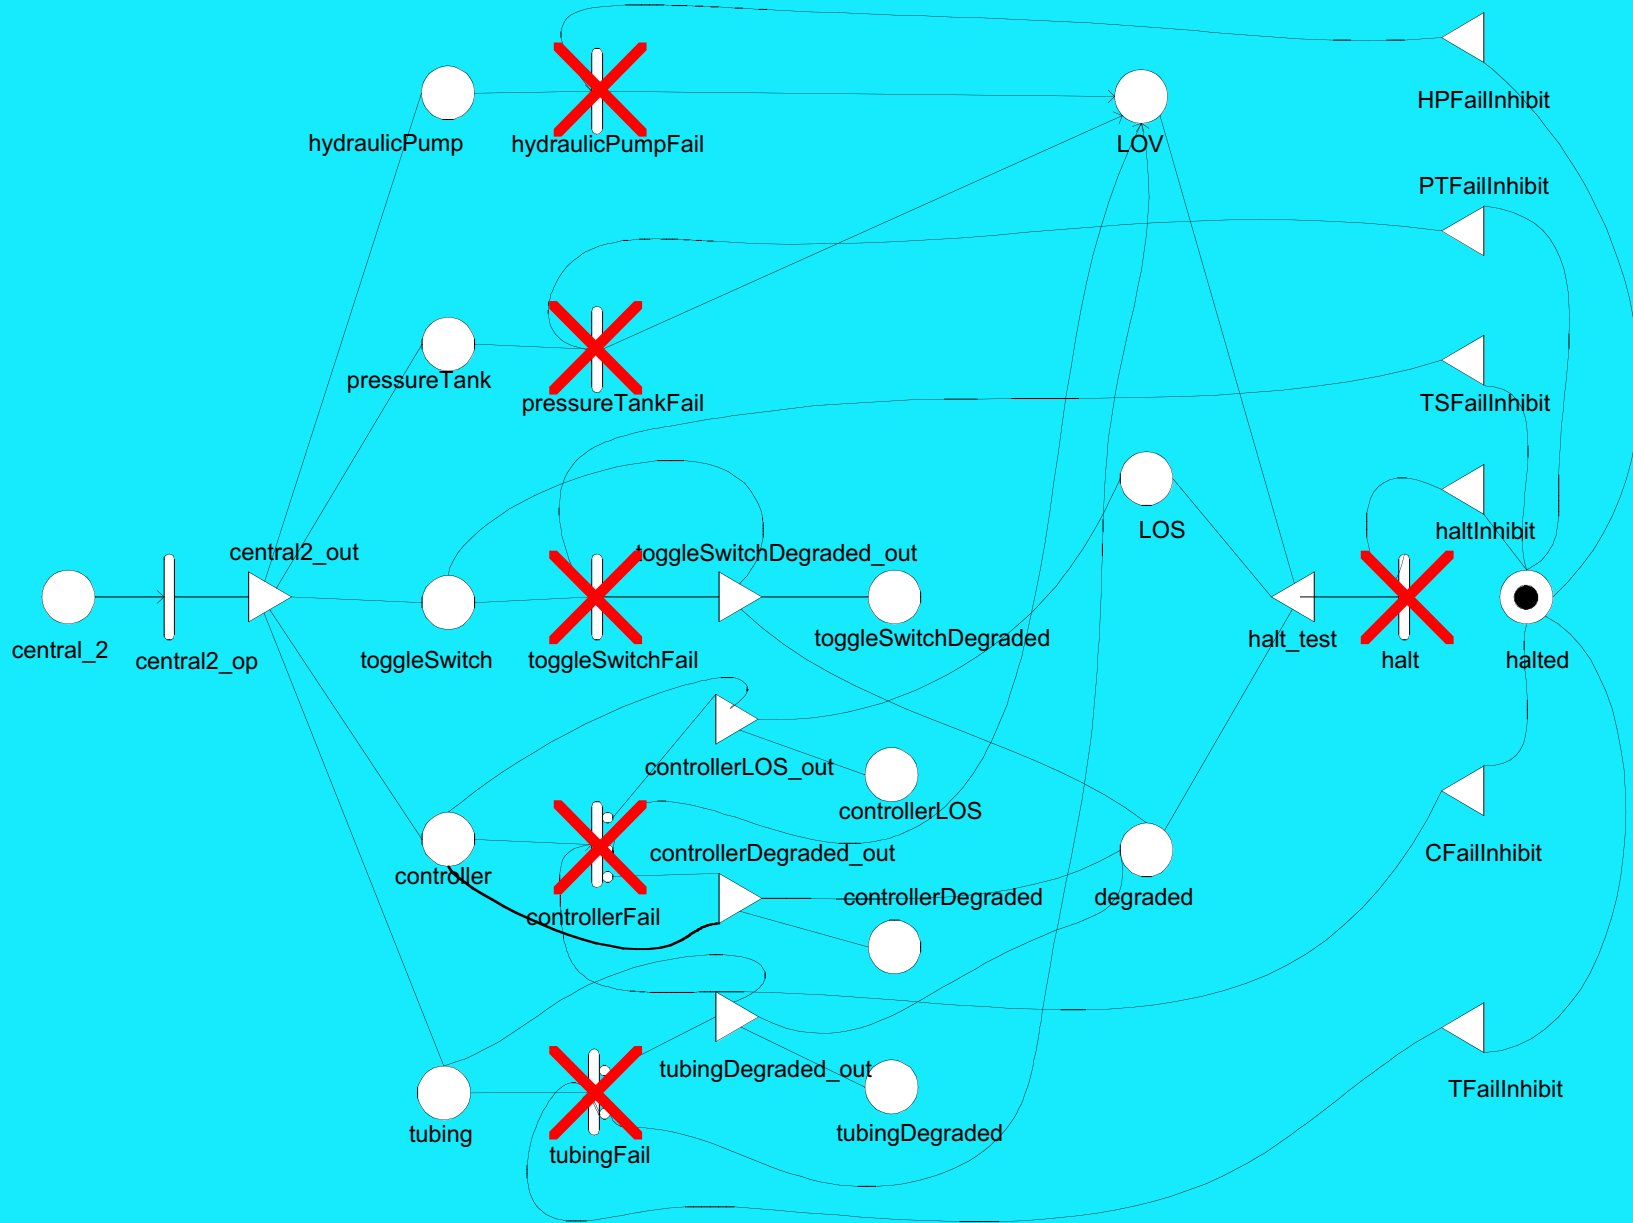 HPFailInhibit
hydraulicPump
hydraulicPumpFail
LOV
PTFailInhibit
pressureTank
pressureTankFail
TSFailInhibit
LOS
haltInhibit
central2_out
toggleSwitchDegraded_out
central_2
central2_op
toggleSwitch
toggleSwitchFail
toggleSwitchDegraded
halt_test
halt
halted
controllerLOS_out
controllerLOS
controllerDegraded_out
CFailInhibit
controller
controllerFail
controllerDegraded
degraded
tubingDegraded_out
TFailInhibit
tubing
tubingFail
tubingDegraded